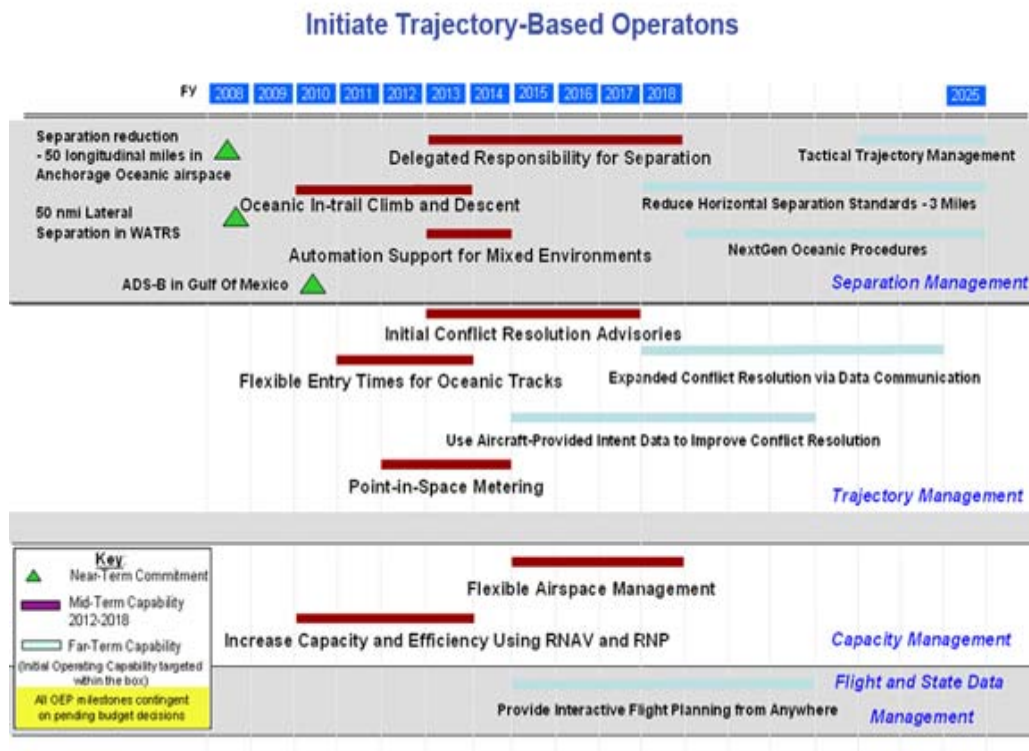 Initiate Trajectory-Based Operatons
FY 2008 2009 2010 2011 2012 2013 2014 2015 2016 2017 2018 2025
Separation reduction
- 50 longitudinal miles in
Anchorage Oceanic airspace
Delegated Responsibility for Separation
Tactical Trajectory Management
Oceanic In-trail Climb and Descent
Reduce Horizontal Separation Standards - 3 Miles
50 nmi Lateral
Separation in WATRS
Automation Support for Mixed Environments
NextGen Oceanic Procedures
ADS-B in Gulf Of Mexico
Separation Management
Initial Conflict Resolution Advisories
Flexible Entry Times for Oceanic Tracks
Expanded Conflict Resolution via Data Communication
Use Aircraft-Provided Intent Data to Improve Conflict Resolution
Point-in-Space Metering
Trajectory Management
Key
Near-Term Commitment
Mid-Term Capability
2012-2018
Far-Term Capability
(Initial Operating Capability targeted
within the box)
All OEP milestones contingent
on pending budget decisions
Flexible Airspace Management
Increase Capacity and Efficiency Using RNAV and RNP
Capacity Management
Flight and State Data
Management
Provide Interactive Flight Planning from Anywhere